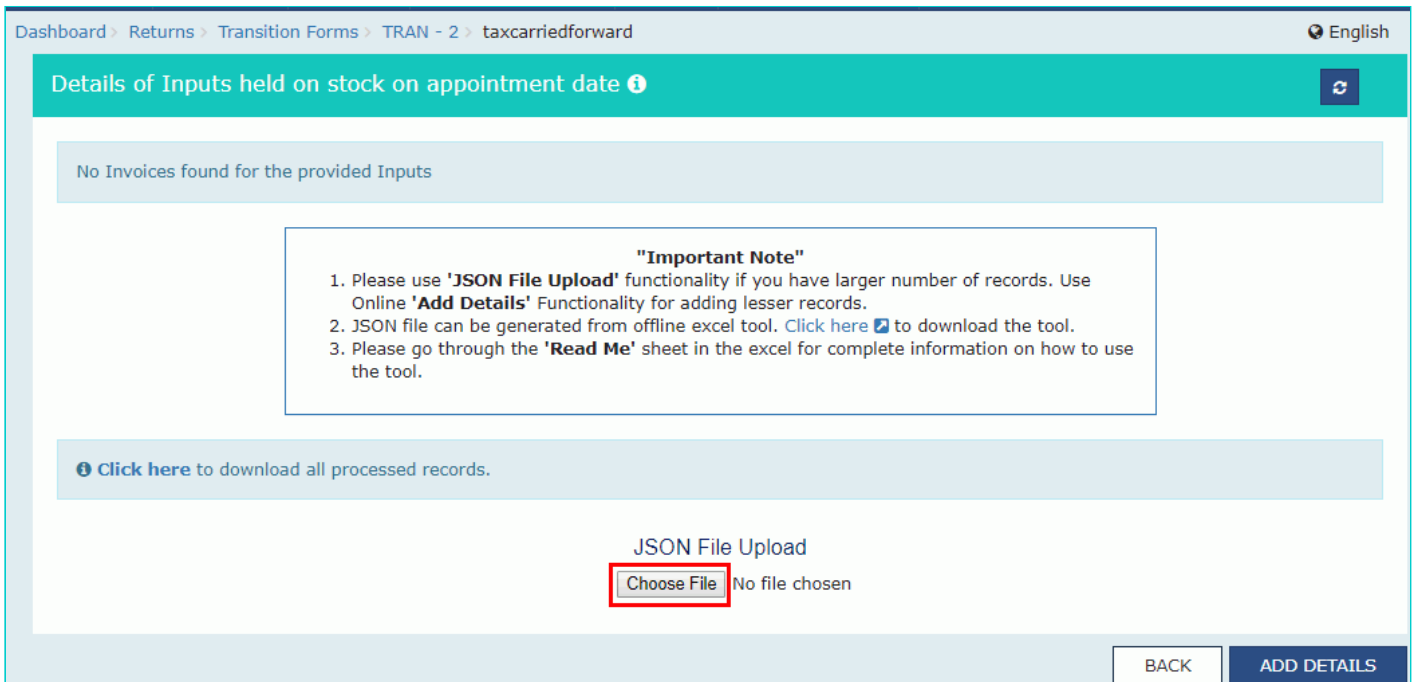 Dashboard > Returns > Transition Forms > TRAN - 2 > taxcarriedforward
English
Details of Inputs held on stock on appointment date
No Invoices found for the provided Inputs
"Important Note"
1. Please use 'JSON File Upload' functionality if you have larger number of records. Use
Online 'Add Details' Functionality for adding lesser records.
2. JSON file can be generated from offline excel tool. Click here to download the tool.
3. Please go through the 'Read Me' sheet in the excel for complete information on how to use
the tool.
Click here to download all processed records.
JSON File Upload
Choose File No file chosen
BACK
ADD DETAILS